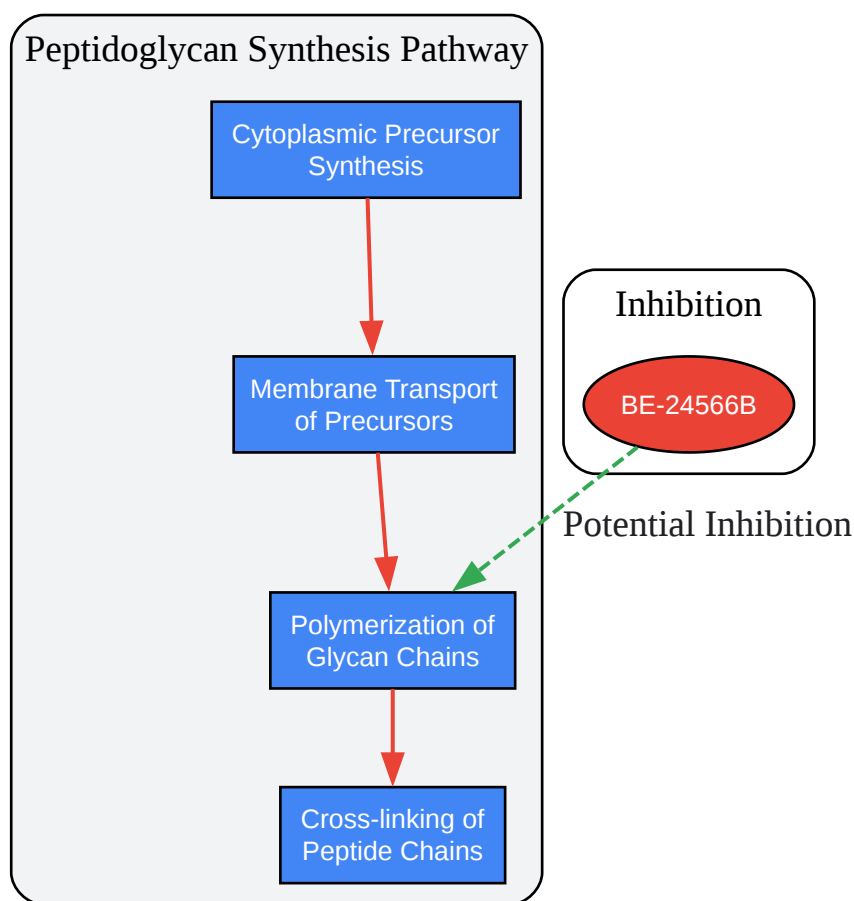 Peptidoglycan Synthesis Pathway
Cytoplasmic Precursor
Synthesis
Membrane Transport
of Precursors
Inhibition
BE-24566B
Potential Inhibition
Polymerization of
Glycan Chains
Cross-linking of
Peptide Chains